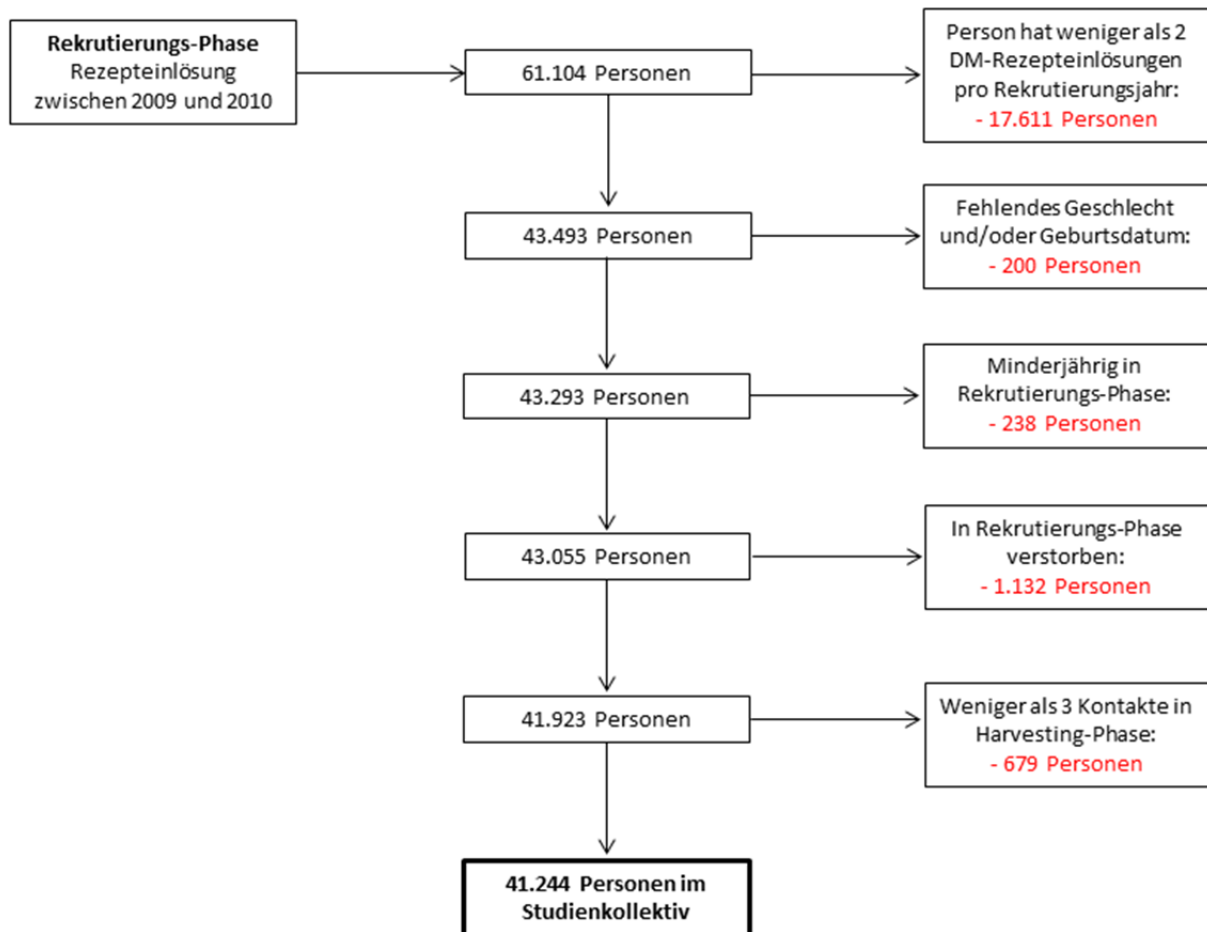 Rekrutierungs-Phase
Rezepteinlösung
zwischen 2009 und 2010
61.104 Personen
Person hat weniger als 2
DM-Rezepteinlösungen
pro Rekrutierungsjahr:
- 17.611 Personen
43.493 Personen
Fehlendes Geschlecht
und/oder Geburtsdatum:
- 200 Personen
43.293 Personen
Minderjährig in
Rekrutierungs-Phase:
- 238 Personen
43.055 Personen
In Rekrutierungs-Phase
verstorben:
- 1.132 Personen
41.923 Personen
Weniger als 3 Kontakte in
Harvesting-Phase:
- 679 Personen
41.244 Personen im
Studienkollektiv